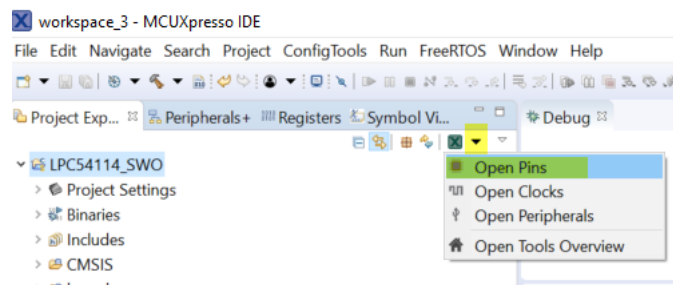 workspace_3 - MCUXpresso IDE
File Edit Navigate Search Project ConfigTools Run FreeRTOS Window Help
Project Exp... Peripherals+ Registers Symbol Vi... Debug
LPC54114_SWO
Open Pins
Project Settings
Open Clocks
Binaries
Open Peripherals
Includes
Open Tools Overview
CMSIS